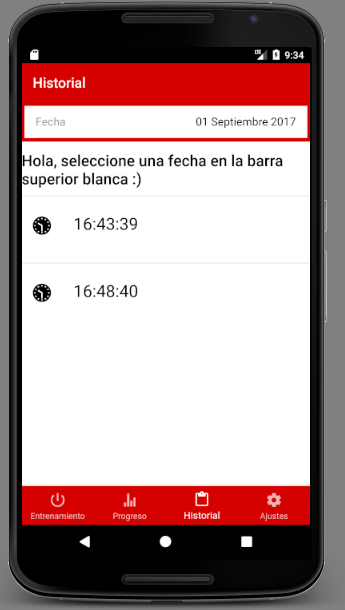 9:34
Historial
Fecha 01 Septiembre 2017
Hola, seleccione una fecha en la barra
superior blanca :)
16:43:39
16:48:40
Entrenamiento Progreso Historial Ajustes